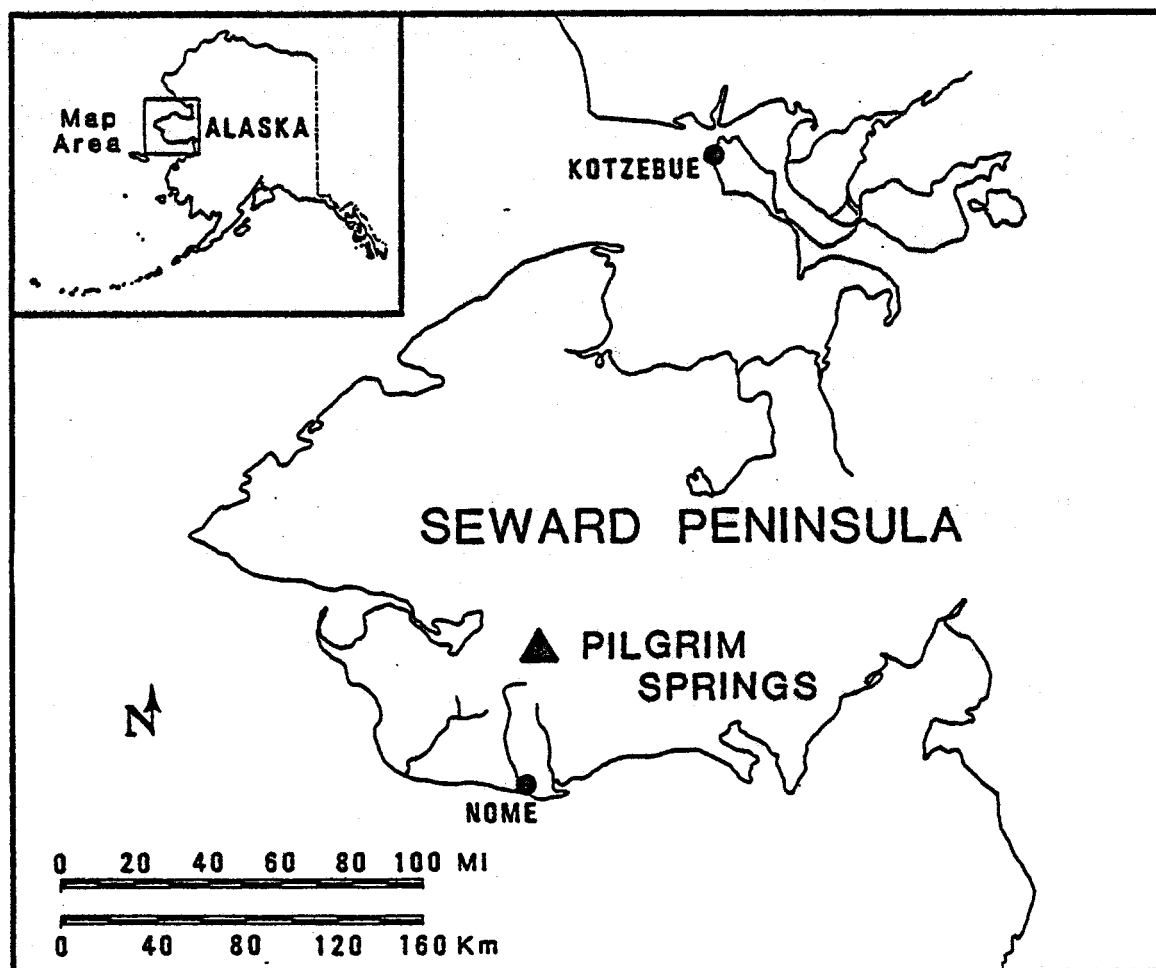 Map
Area
ALASKA
KOTZEBUE
SEWARD PENINSULA
PILGRIM
SPRINGS
N
NOME
0 20 40 60 80 100 MI
0 40 80 120 160 Km